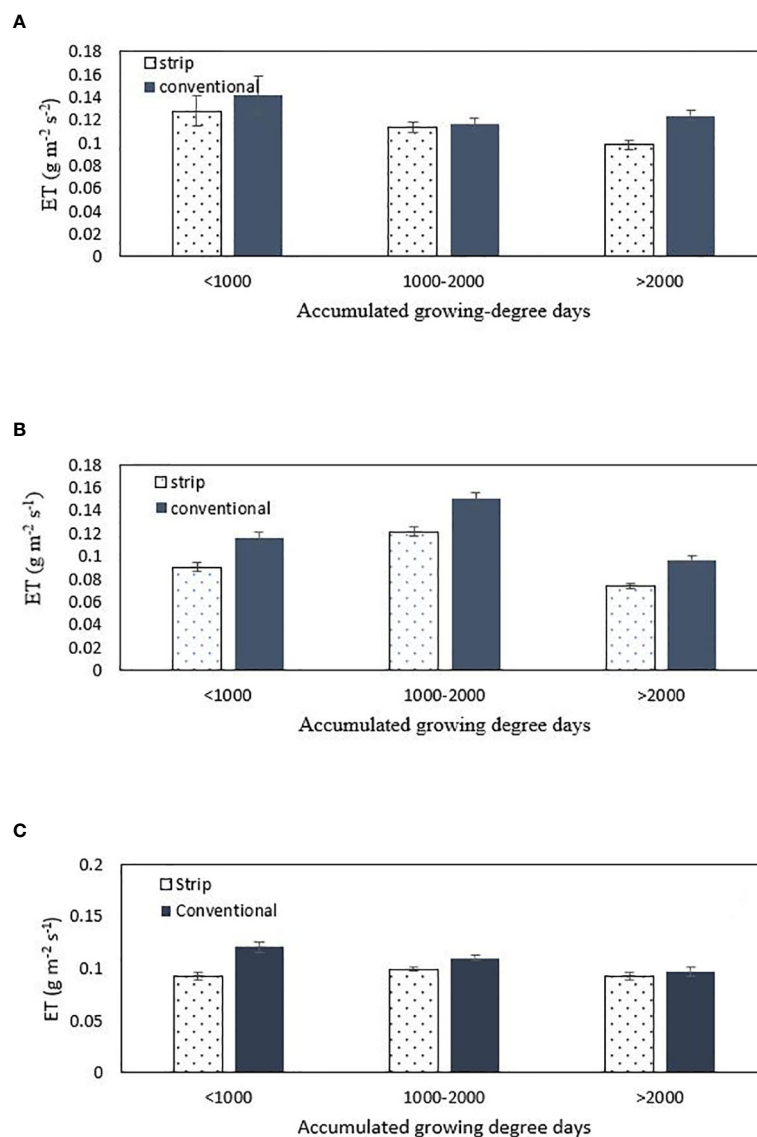 A
0.18
strip
0.16
conventional
0.14
0.12
0.1
0.08
0.06
0.04
0.02
0
ET (g m⁻² s⁻²)
<1000 1000-2000 >2000
Accumulated growing-degree days
B
0.18
strip
0.16
conventional
0.14
0.12
0.1
0.08
0.06
0.04
0.02
0
ET (g m⁻² s⁻¹)
<1000 1000-2000 >2000
Accumulated growing degree days
C
0.2
Strip
Conventional
0.15
0.1
0.05
0
ET (g m⁻² s⁻¹)
<1000 1000-2000 >2000
Accumulated growing degree days